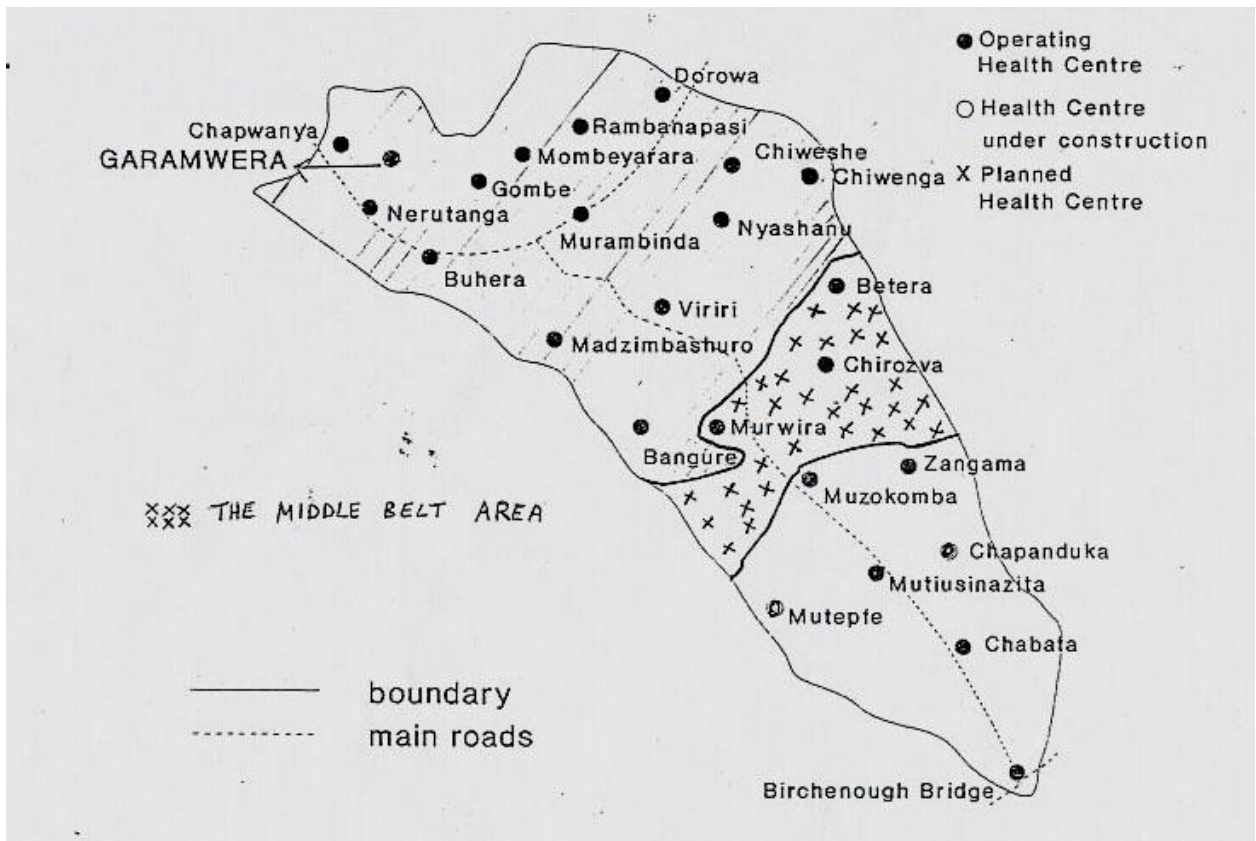 Operating
Health Centre
Health Centre
under construction
X Planned
Health Centre
Dorowa
Chapwanya
Rambanapasi
GARAMWERA
Mombeyarara
Chiweshe
Chiwenga
Gombe
Nerutanga
Murambinda
Nyashanu
Buhera
Betera
Viriri
Madzimbashuro
Chirozva
Murwira
Bangure
Zangama
Muzokomba
xxx THE MIDDLE BELT AREA
xxx
Chapanduka
Mutiusinazita
Mutepfe
Chabata
boundary
main roads
Birchenough Bridge